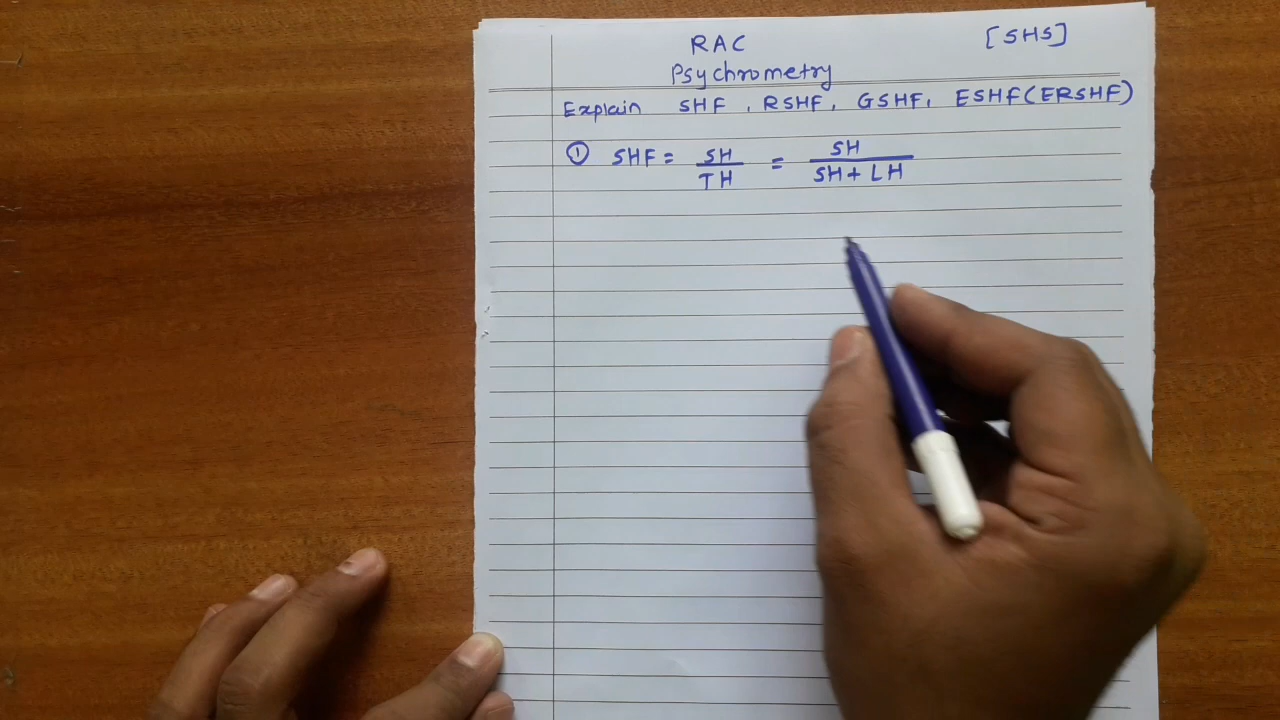 RAC [SHS]
Psychrometry
Explain SHF, RSHF, GSHF, ESHF(ERSHF)
① SHF = SH/TH = SH/SH+LH